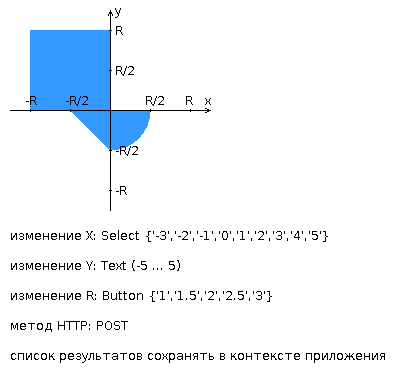 y
R
R/2
-R -R/2 R/2 R x
-R/2
-R
изменение X: Select {'-3','-2','-1','0','1','2','3','4','5'}
изменение Y: Text (-5 ... 5)
изменение R: Button {'1','1.5','2','2.5','3'}
метод HTTP: POST
список результатов сохранять в контексте приложения